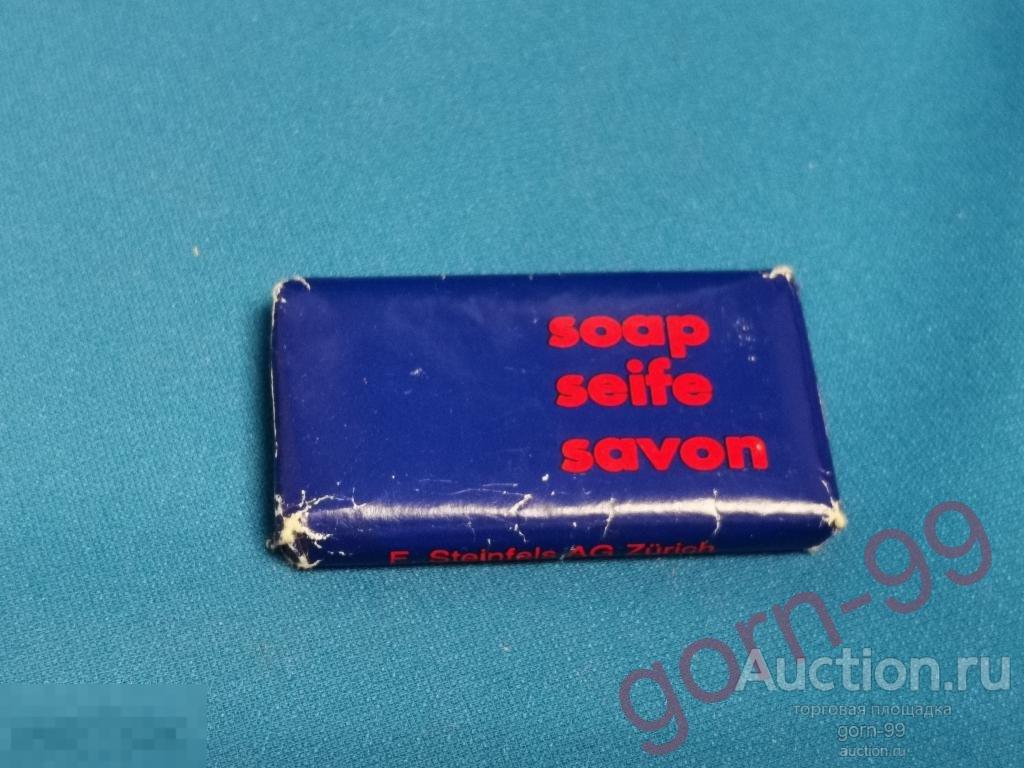 soap
seife
savon
F. Steinfels AG Zürich
gorn-99
Auction.ru
торговая площадка
gorn-99
auction.ru